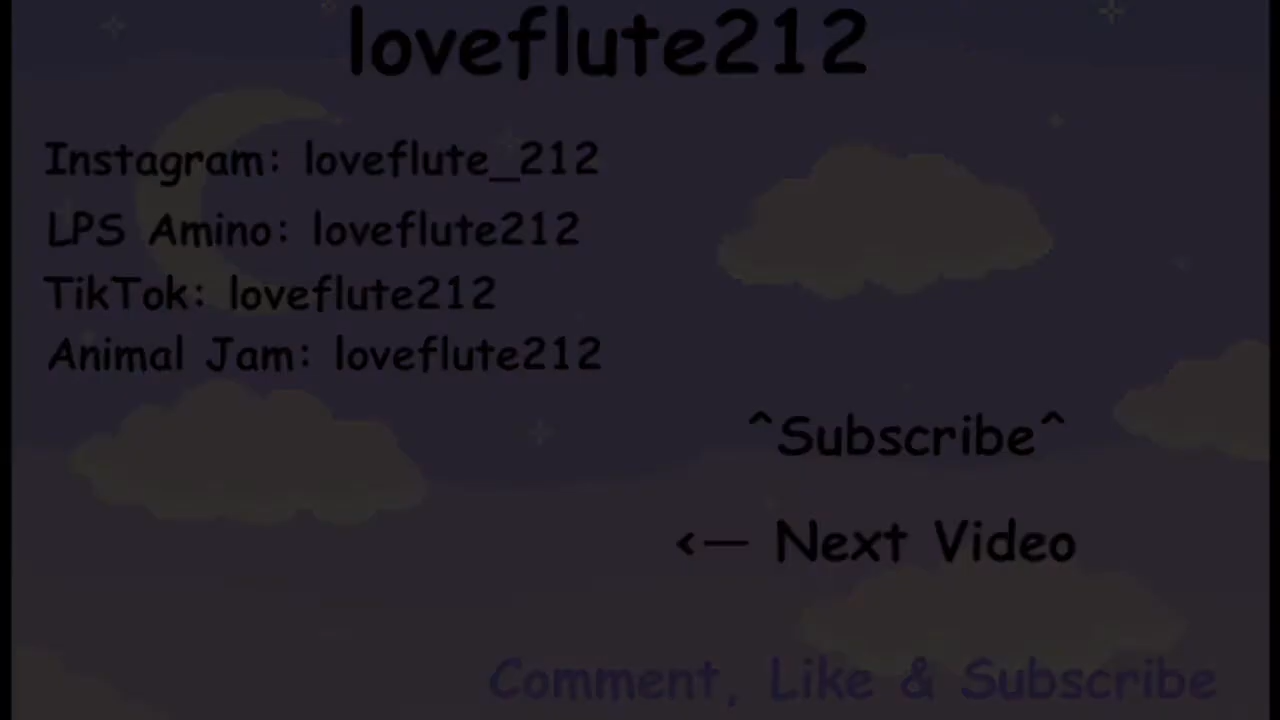 loveflute212
Instagram: loveflute_212
LPS Amino: loveflute212
TikTok: loveflute212
Animal Jam: loveflute212
^Subscribe^
<— Next Video
Comment, Like & Subscribe